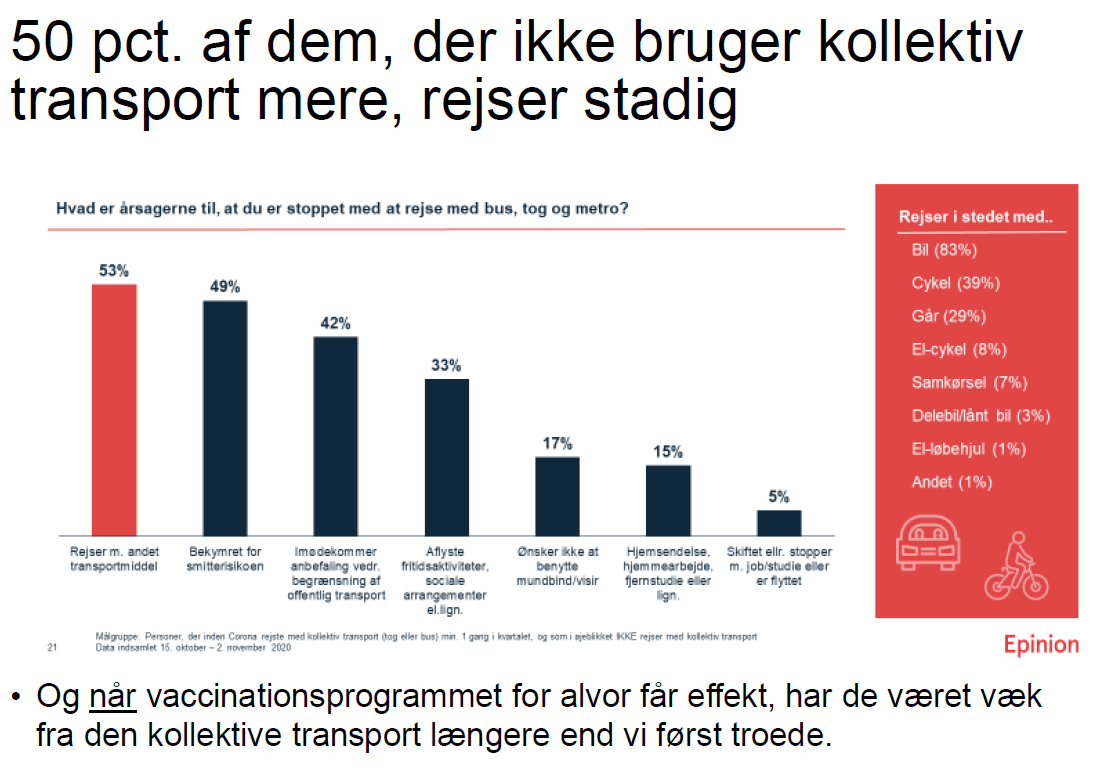 50 pct. af dem, der ikke bruger kollektiv
transport mere, rejser stadig
Hvad er årsagerne til, at du er stoppet med at rejse med bus, tog og metro?
53%
49%
42%
33%
17%
15%
5%
Rejser m. andet
transportmiddel
Bekymret for
smitterisikoen
Imødekommer
anbefaling vedr.
begrænsning af
offentlig transport
Aflyste
fritidsaktiviteter,
sociale
arrangementer
el.lign.
Ønsker ikke at
benytte
mundbind/visir
Hjemsendelse,
hjemmearbejde,
fjernstudie eller
lign.
Skiftet ellr. stopper
m. job/studie eller
er flyttet
Rejser i stedet med..
Bil (83%)
Cykel (39%)
Går (29%)
El-cykel (8%)
Samkørsel (7%)
Delebil/lånt bil (3%)
El-løbehjul (1%)
Andet (1%)
Målgruppe: Personer, der inden Corona rejste med kollektiv transport (tog eller bus) min. 1 gang i kvartalet, og som i øjeblikket IKKE rejser med kollektiv transport
21 Data indsamlet 15. oktober – 2. november 2020
Epinion
• Og når vaccinationsprogrammet for alvor får effekt, har de været væk
fra den kollektive transport længere end vi først troede.